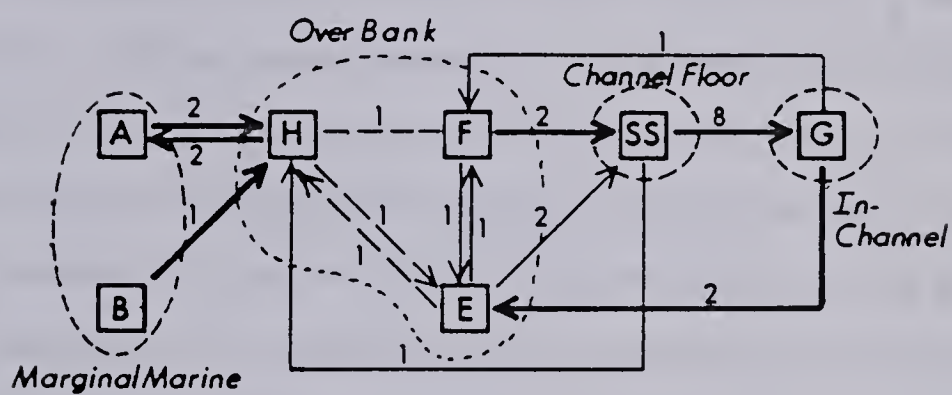 Over Bank
1
Channel Floor
A
2
2
H
1
F
2
SS
8
G
1
1
1
1
1
2
In-
Channel
B
E
2
1
Marginal Marine